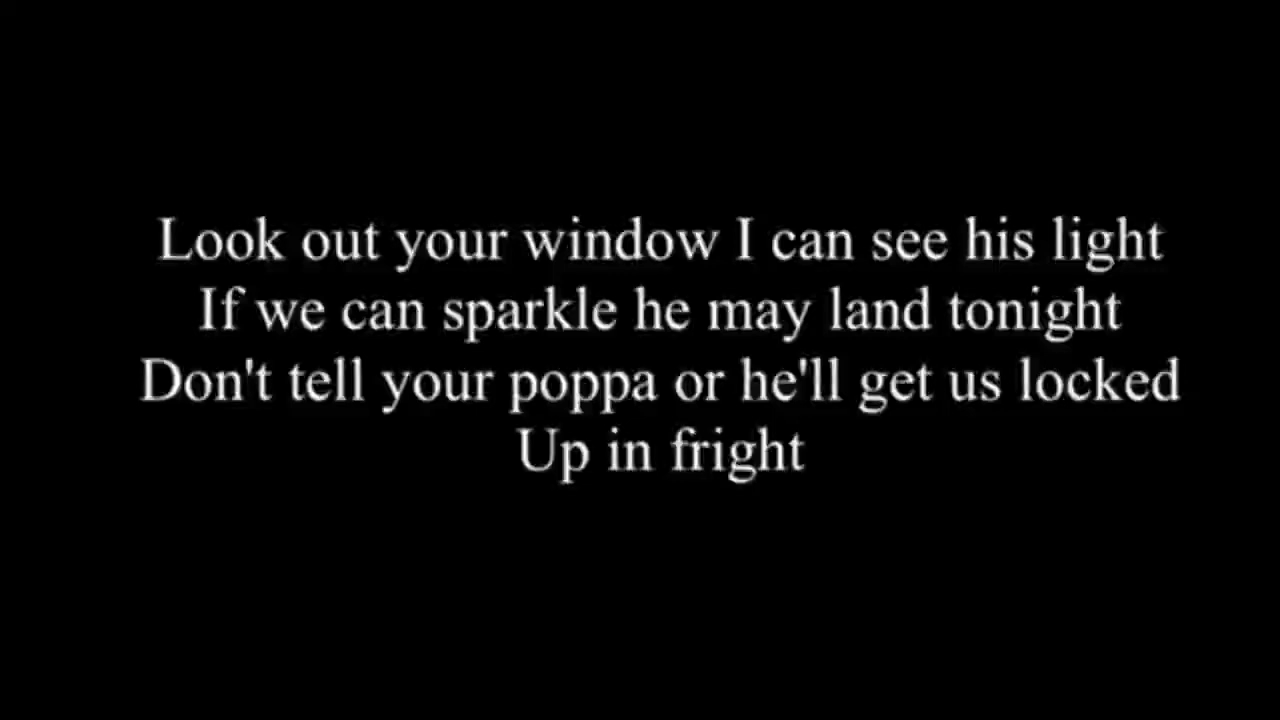 Look out your window I can see his light
If we can sparkle he may land tonight
Don't tell your poppa or he'll get us locked
Up in fright